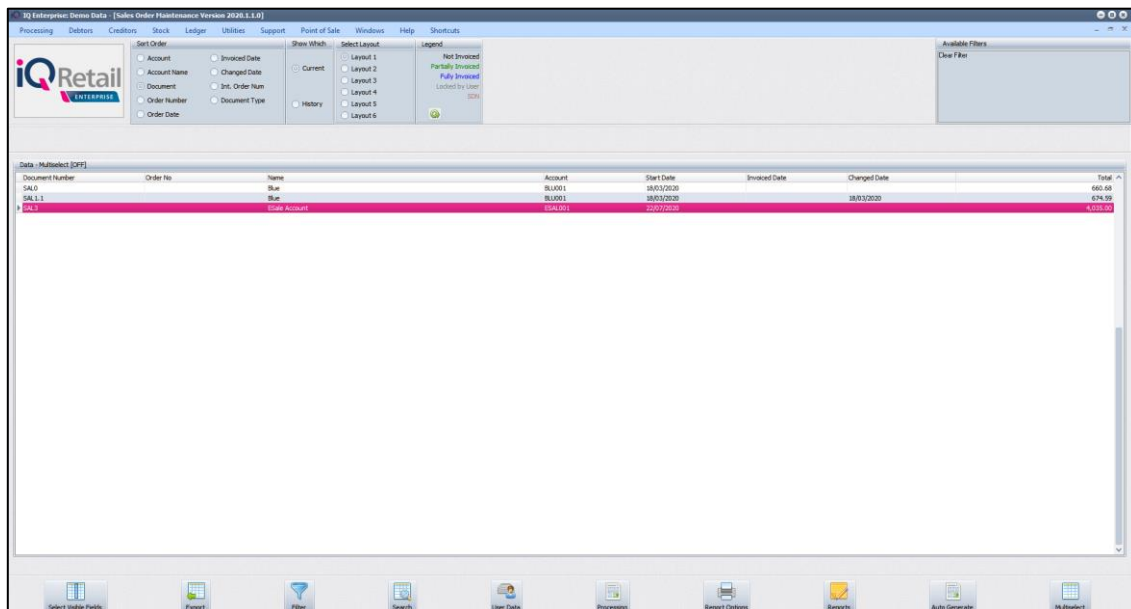 IQ Enterprise: Demo Data - [Sales Order Maintenance Version 2020.1.1.0]
Processing Debtors Creditors Stock Ledger Utilities Support Point of Sale Windows Help Shortcuts
iQ Retail
ENTERPRISE
Sort Order
Account
Account Name
Document
Order Number
Order Date
Invoiced Date
Changed Date
Int. Order Num
Document Type
Show Which
Current
History
Select Layout
Layout 1
Layout 2
Layout 3
Layout 4
Layout 5
Layout 6
Legend
Not Invoiced
Partially Invoiced
Fully Invoiced
Locked by User
Available Filters
Clear Filter
Data - Multiselect [OFF]
Document Number Order No Name Account Start Date Invoiced Date Changed Date Total
SAL0 Blue BLU001 18/03/2020 660.68
SAL1.1 Blue BLU001 18/03/2020 18/03/2020 674.59
SAL3 ESale Account ESAL001 22/07/2020 4,035.00
Select Visible Fields Export Filter Search User Data Processing Report Options Reports Auto Generate Multiselect